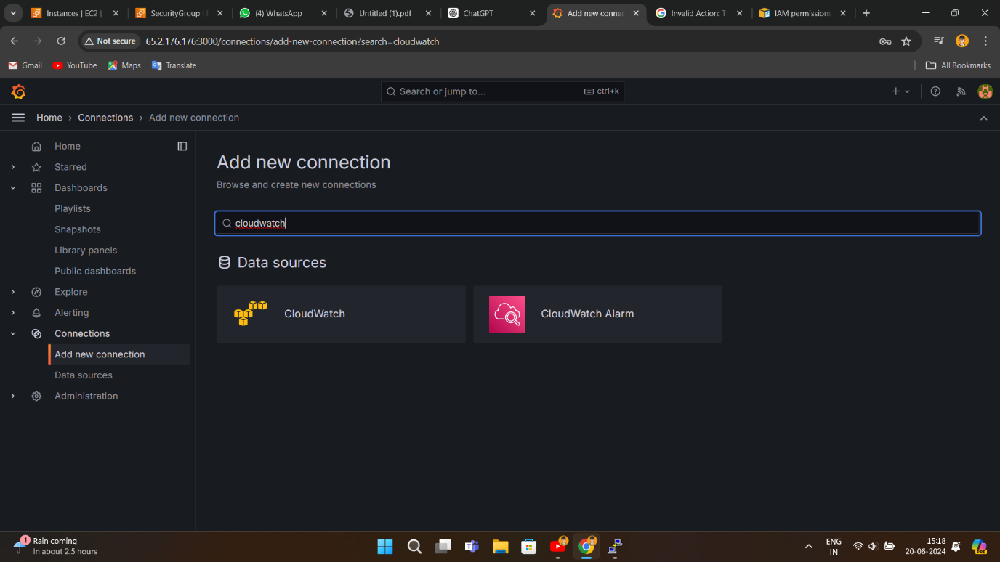 Instances | EC2 |
SecurityGroup |
(4) WhatsApp
Untitled (1).pdf
ChatGPT
Add new connec
Invalid Action: Th
IAM permissions
Not secure
65.2.176.176:3000/connections/add-new-connection?search=cloudwatch
Gmail
YouTube
Maps
Translate
All Bookmarks
Search or jump to...
ctrl+k
Home › Connections › Add new connection
Home
Starred
Dashboards
Playlists
Snapshots
Library panels
Public dashboards
Explore
Alerting
Connections
Add new connection
Data sources
Administration
Add new connection
Browse and create new connections
cloudwatch
Data sources
CloudWatch
CloudWatch Alarm
1
Rain coming
In about 2.5 hours
ENG
IN
15:18
20-06-2024
PRE